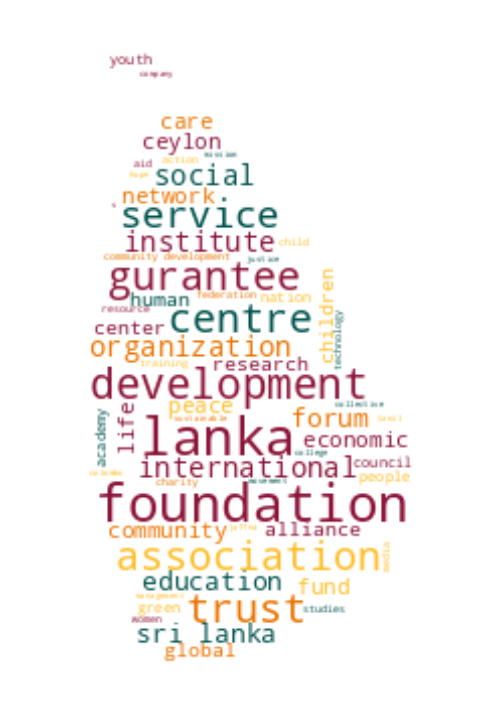 youth
company
care
ceylon
mission
aid action
hope social
network
s service
institute child
community development justice
gurantee
children
human federation nation
resource
center centre
technology
organization
training research
development
life peace collective
academy sustainable forum tamil
lanka economic
college
international council
colombo movement people
charity
foundation
community jaffna alliance
association media
education fund
management
green trust studies
women
sri lanka
global